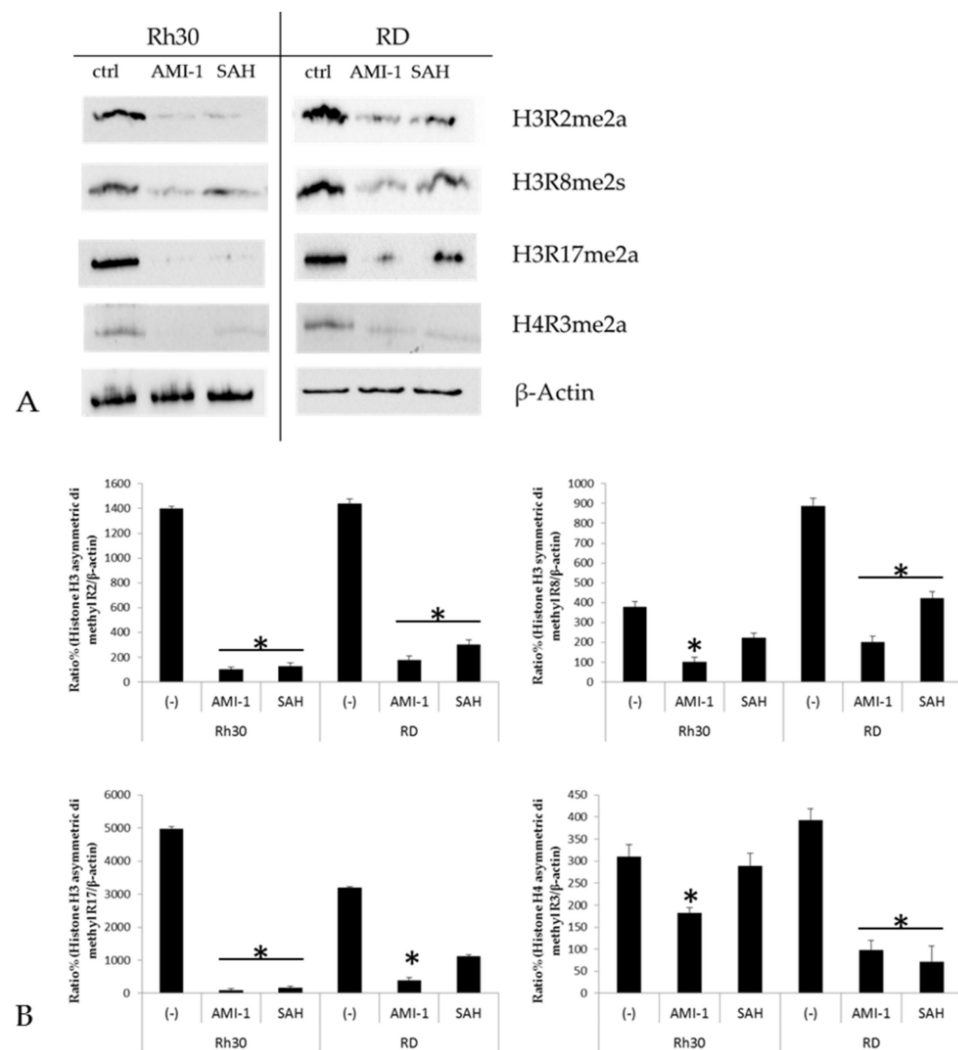 Rh30 RD
ctrl AMI-1 SAH ctrl AMI-1 SAH
H3R2me2a
H3R8me2s
H3R17me2a
H4R3me2a
β-Actin
A
Ratio% (Histone H3 asymmetric di
methyl R2/β-actin)
1600
1400
1200
1000
800
600
400
200
0
* *
(-) AMI-1 SAH (-) AMI-1 SAH
Rh30 RD
Ratio% (Histone H3 symmetric di
methyl R8/β-actin)
1000
900
800
700
600
500
400
300
200
100
0
* *
(-) AMI-1 SAH (-) AMI-1 SAH
Rh30 RD
Ratio% (Histone H3 asymmetric di
methyl R17/β-actin)
6000
5000
4000
3000
2000
1000
0
* *
(-) AMI-1 SAH (-) AMI-1 SAH
Rh30 RD
Ratio% (Histone H4 asymmetric di
methyl R3/β-actin)
450
400
350
300
250
200
150
100
50
0
* *
(-) AMI-1 SAH (-) AMI-1 SAH
Rh30 RD
B